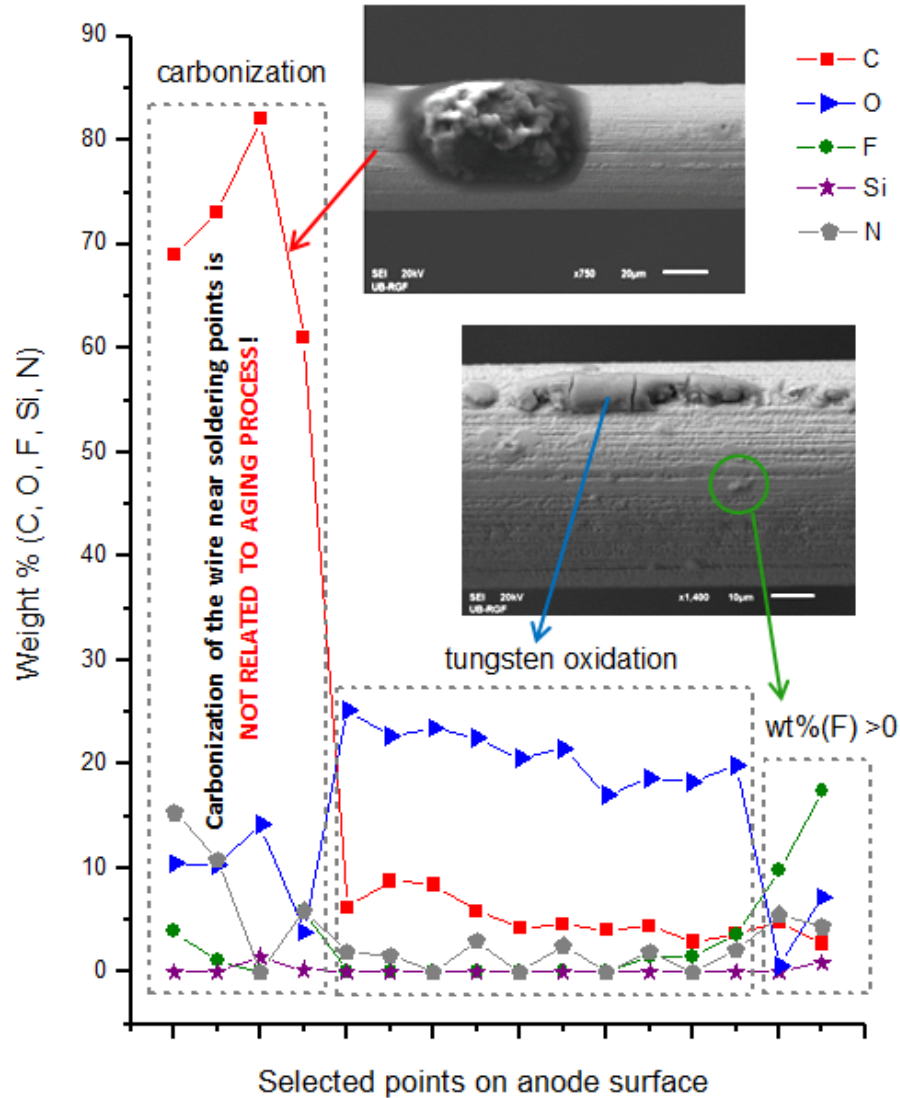 90
80
70
60
50
40
30
20
10
0
Weight % (C, O, F, Si, N)
carbonization
Carbonization of the wire near soldering points is
NOT RELATED TO AGING PROCESS!
SEI 20kV x750 20µm
UB-RGF
C
O
F
Si
N
SEI 20kV x1,400 10µm
UB-RGF
tungsten oxidation
wt%(F) >0
Selected points on anode surface